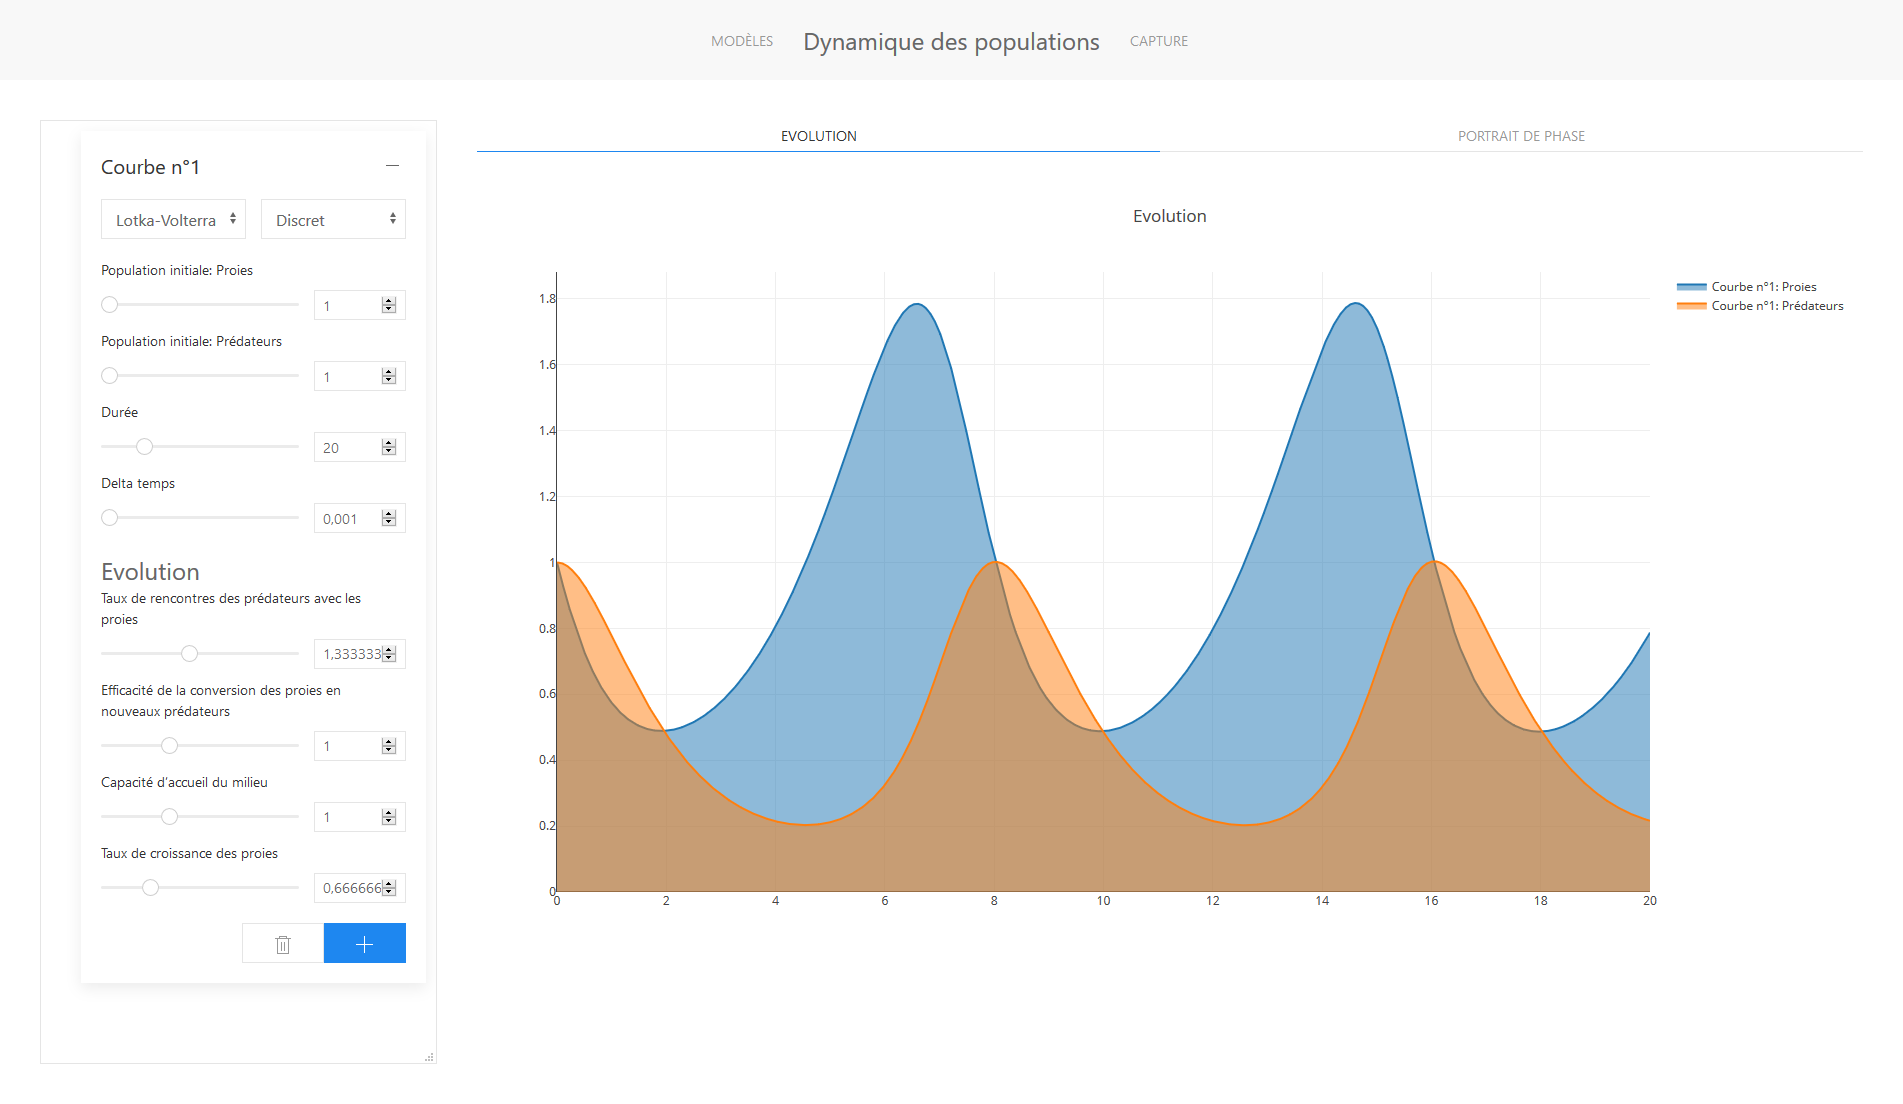 MODÈLES
Dynamique des populations
CAPTURE
Courbe n°1
Lotka-Volterra
Discret
Population initiale: Proies
1
Population initiale: Prédateurs
1
Durée
20
Delta temps
0,001
Evolution
Taux de rencontres des prédateurs avec les
proies
1,333333
Efficacité de la conversion des proies en
nouveaux prédateurs
1
Capacité d'accueil du milieu
1
Taux de croissance des proies
0,666666
EVOLUTION
PORTRAIT DE PHASE
Evolution
1.8
1.6
1.4
1.2
1
0.8
0.6
0.4
0.2
0
0 2 4 6 8 10 12 14 16 18 20
Courbe n°1: Proies
Courbe n°1: Prédateurs